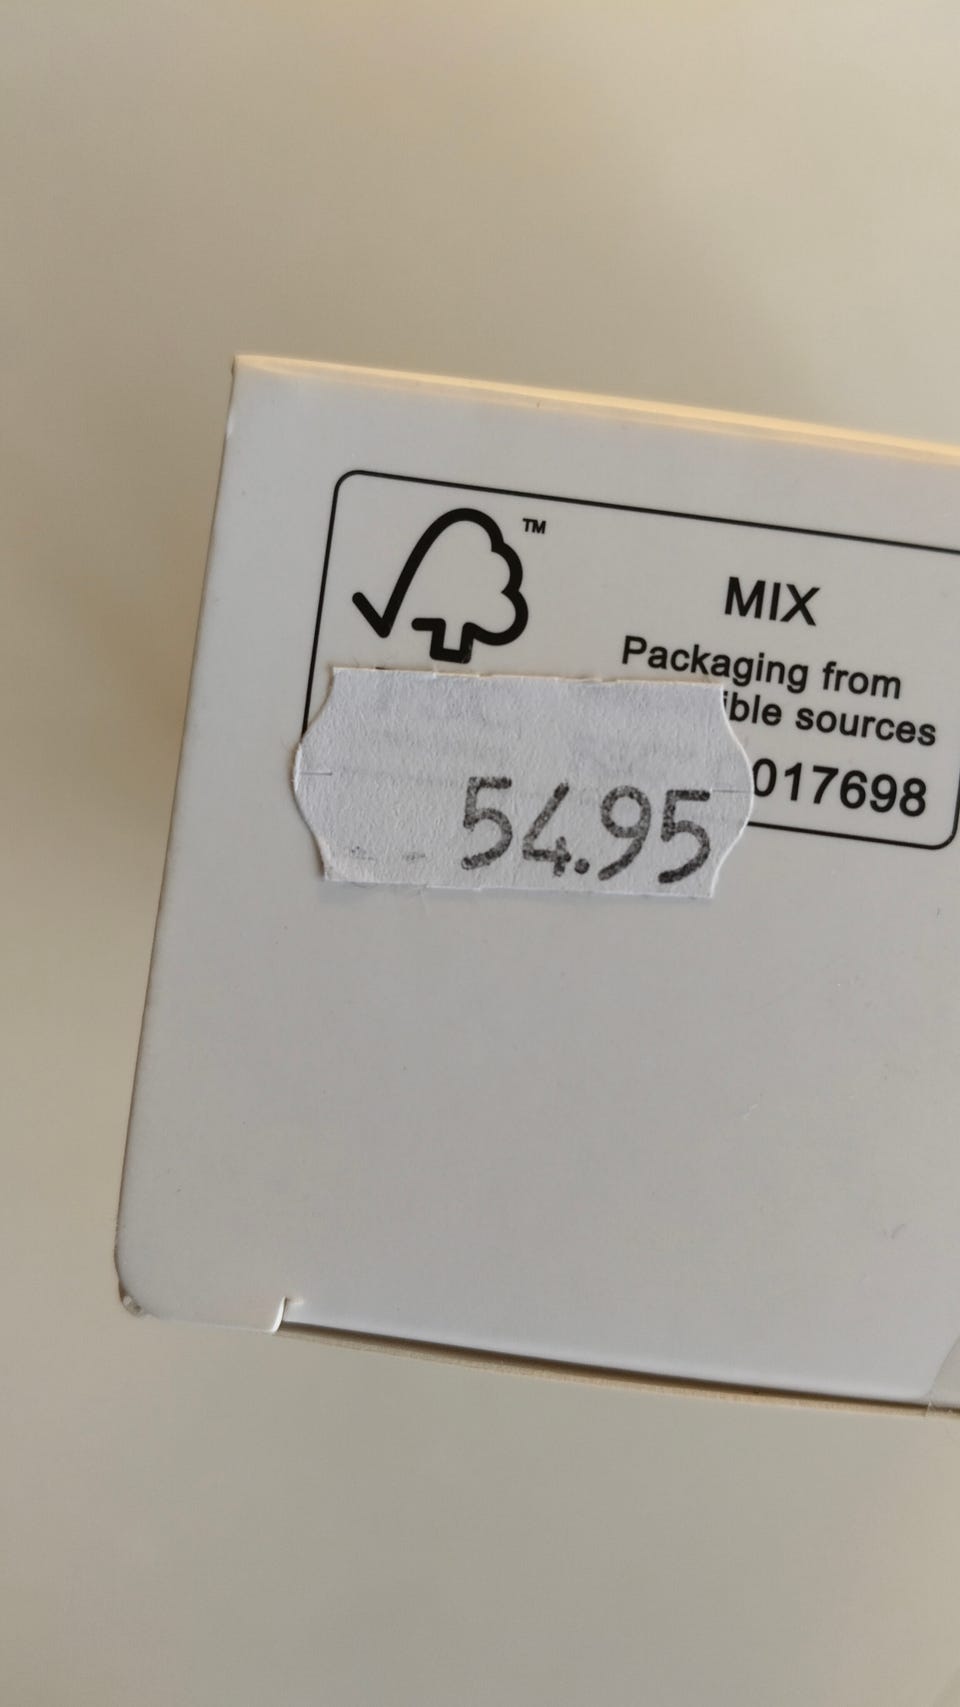 TM
MIX
Packaging from
ible sources
017698
54.95